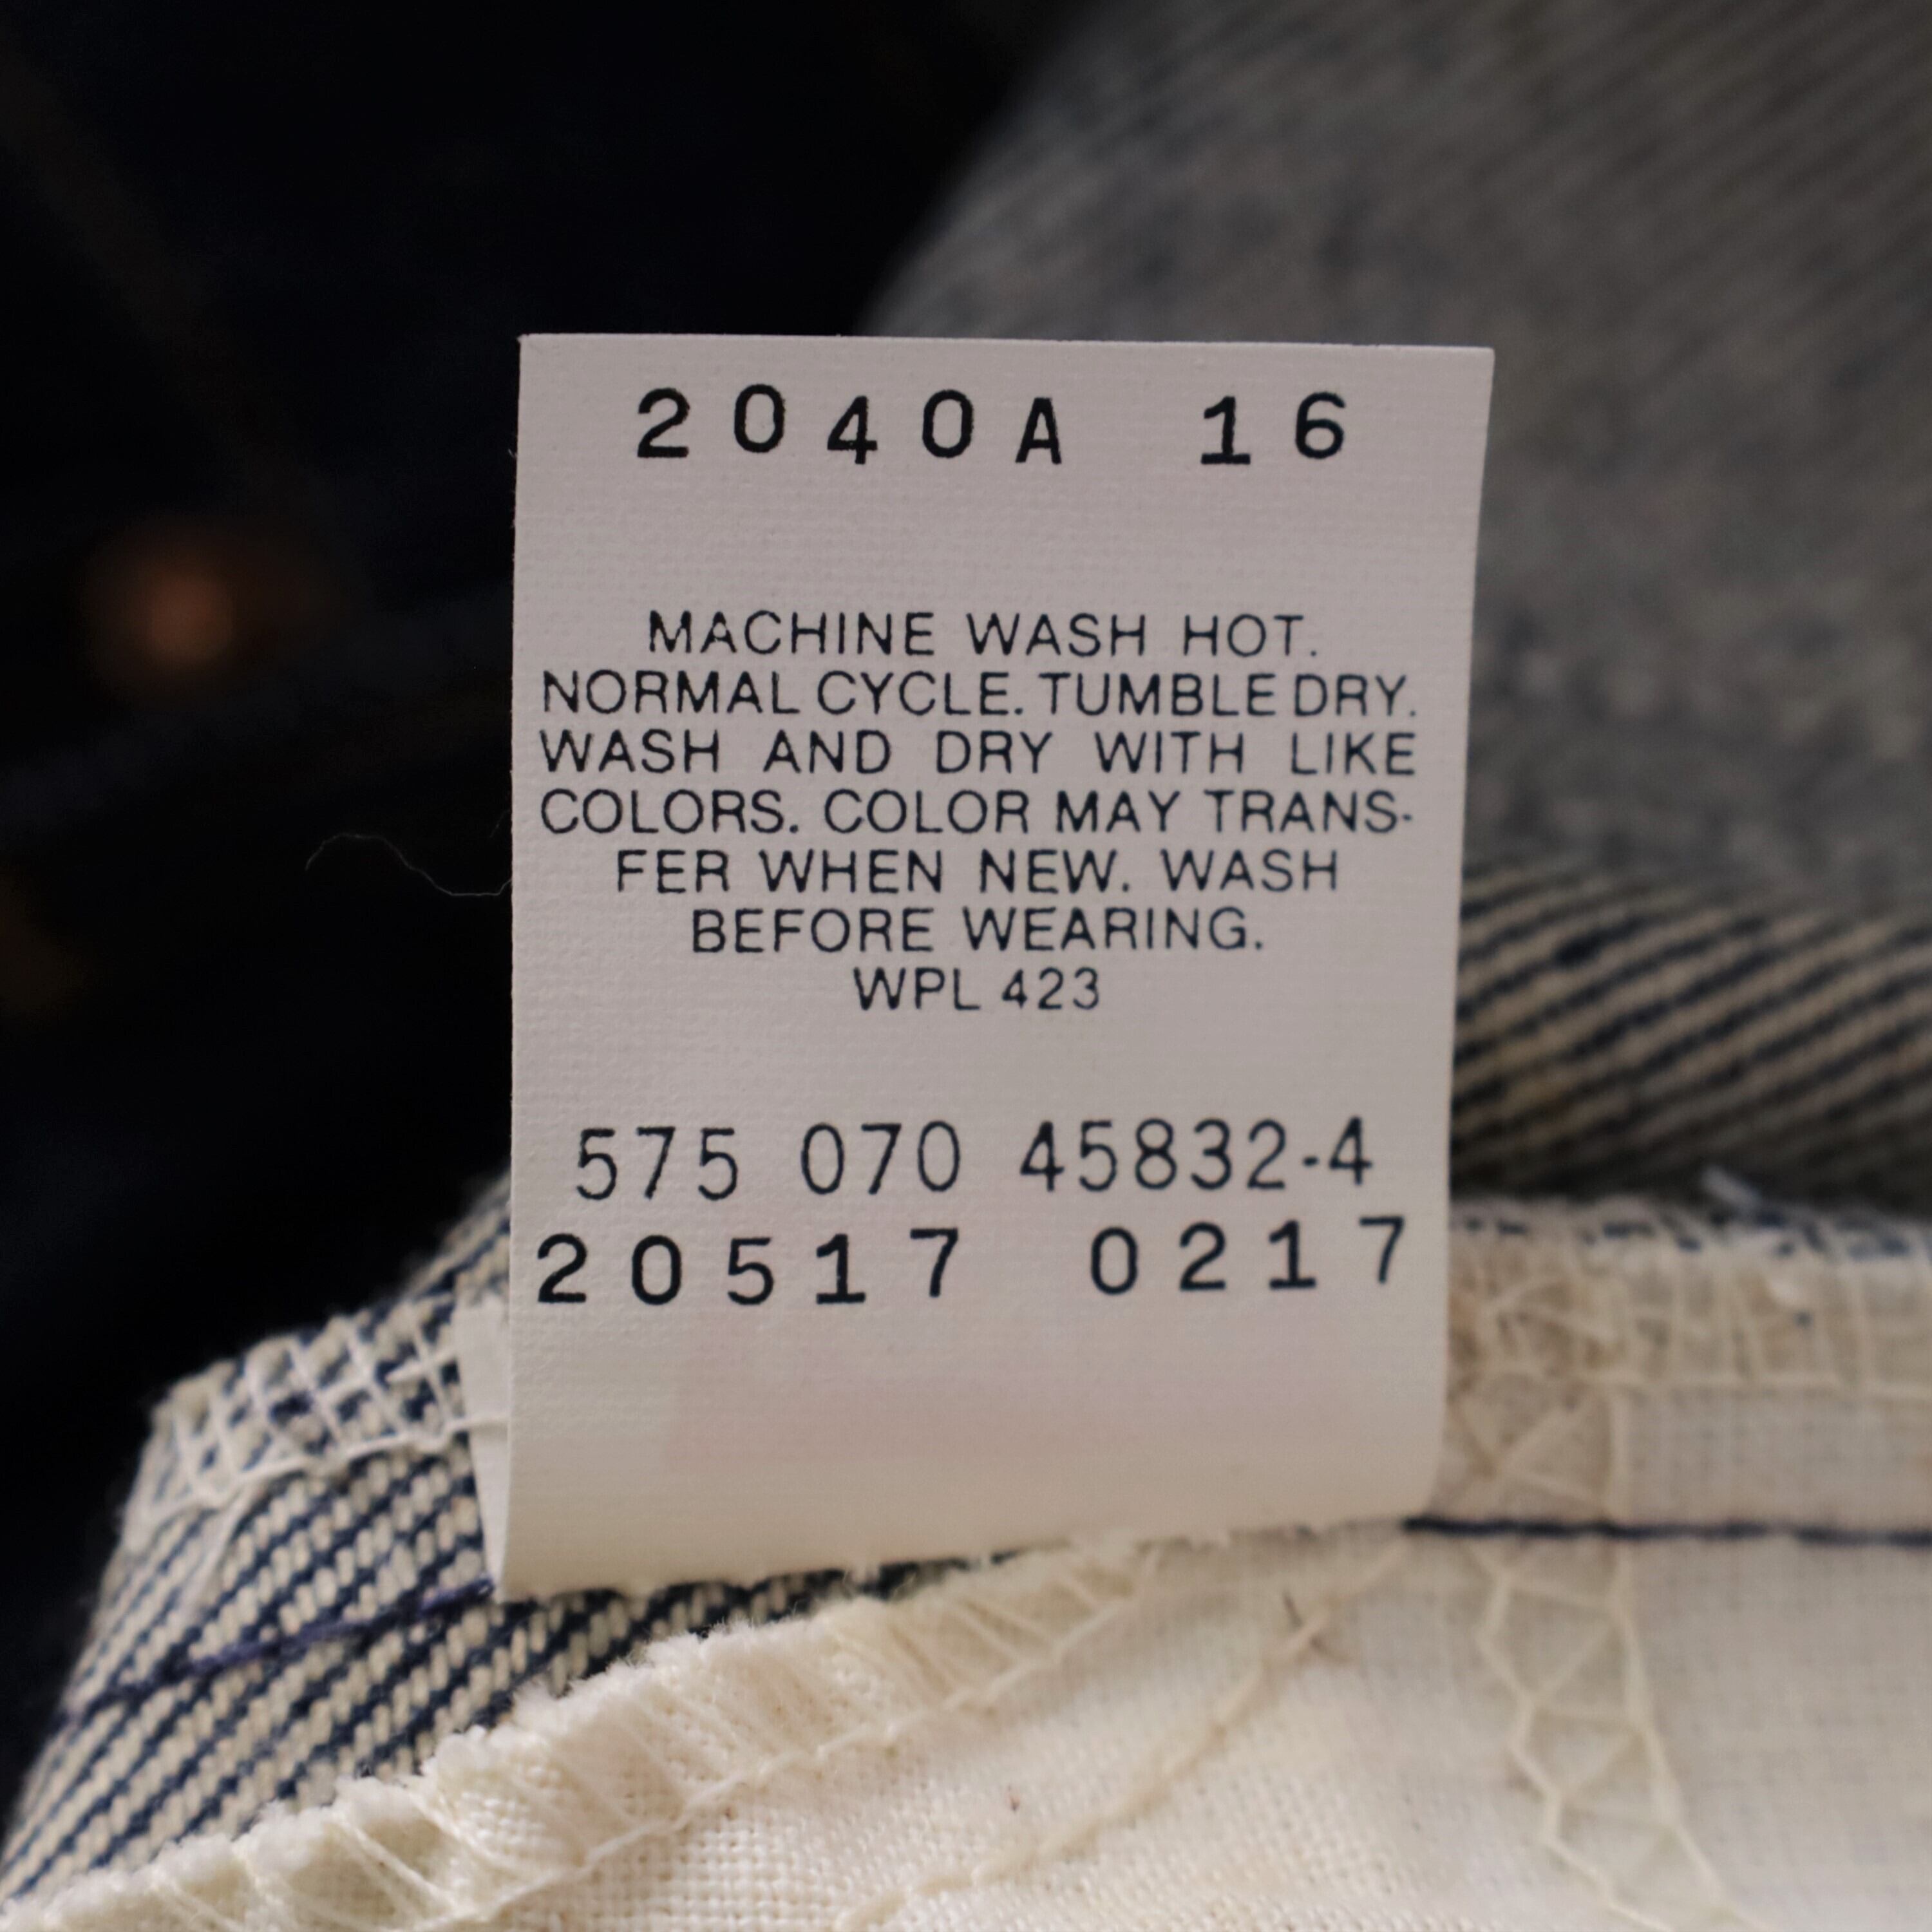 2040A 16
MACHINE WASH HOT.
NORMAL CYCLE. TUMBLE DRY.
WASH AND DRY WITH LIKE
COLORS. COLOR MAY TRANS-
FER WHEN NEW. WASH
BEFORE WEARING.
WPL 423
575 070 45832-4
20517 0217